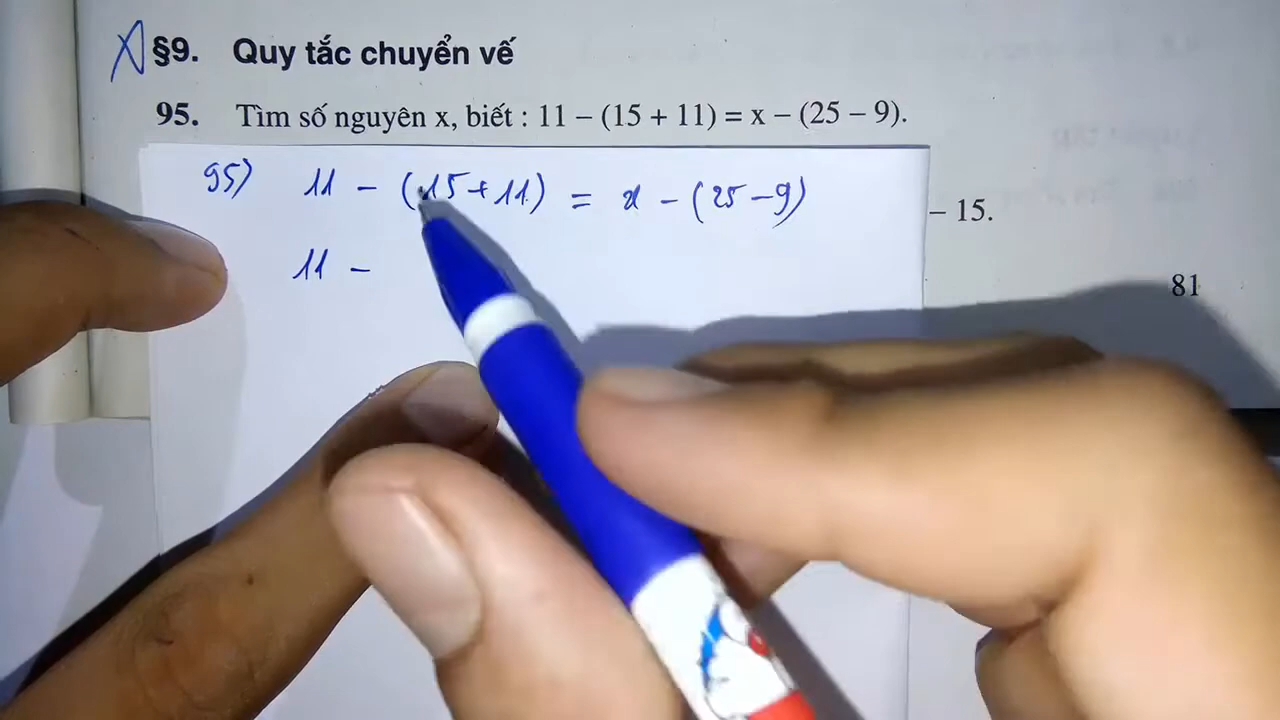 §9. Quy tắc chuyển vế
95. Tìm số nguyên x, biết : 11 – (15 + 11) = x – (25 – 9).
95) 11 – (15 + 11) = x – (25 – 9)
– 15.
11 –
81